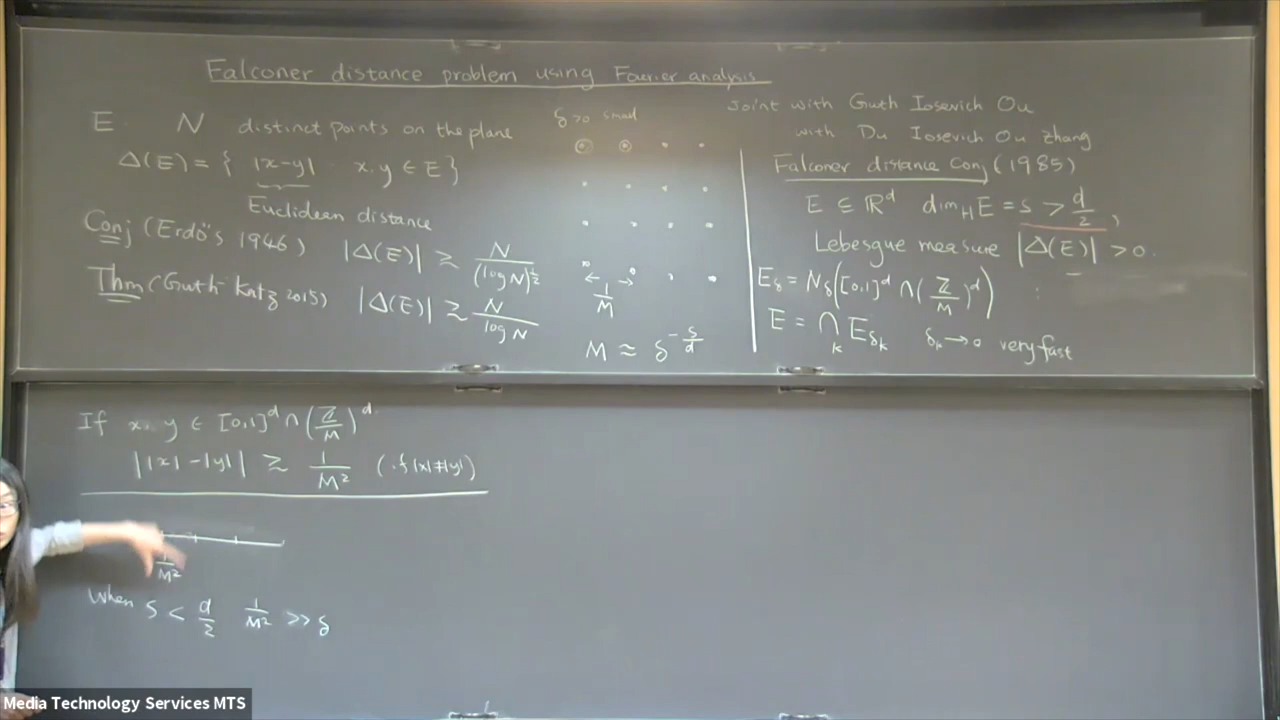 Falconer distance problem using Fourier analysis
E N distinct points on the plane
Δ(E) = { |x-y| x.y ∈ E }
Euclidean distance
Conj (Erdö's 1946) |Δ(E)| ≳ N/(log N)^{1/2}
Thm (Guth Katz 2015) |Δ(E)| ≳ N/log N
δ>0 small
1/M
M ≈ δ^{-s/d}
Joint with Guth Iosevich Ou
with Du Iosevich Ou Zhang
Falconer distance Conj (1985)
E ⊆ ℝ^d dim_H E = s > d/2,
Lebesgue measure |Δ(E)| > 0.
E_δ = N_δ([0,1]^d ∩ (ℤ/M)^d)
E = ∩_k E_{δ_k} δ_k → 0 very fast
If x. y ∈ [0,1]^d ∩ (ℤ/M)^d.
||x| - |y|| ≳ 1/M² (if |x|≠|y|)
1/M²
When s < d/2 1/M² >> δ
Media Technology Services MTS